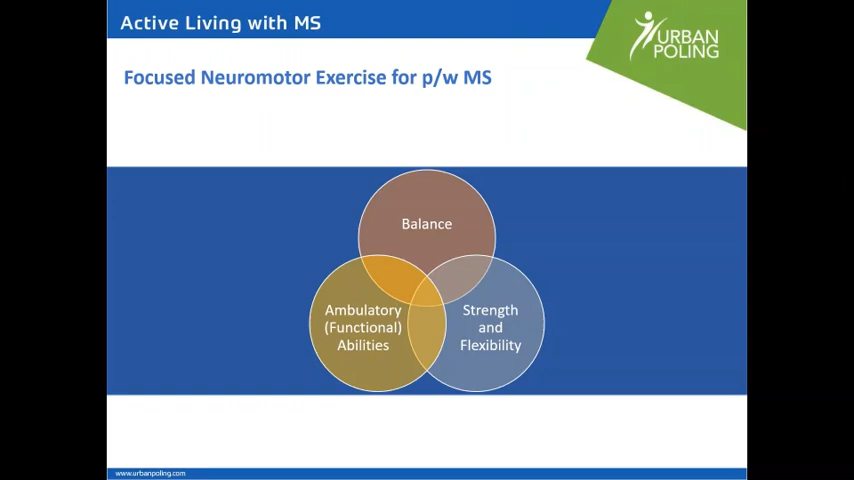 Active Living with MS
URBAN
POLING
Focused Neuromotor Exercise for p/w MS
Balance
Ambulatory
(Functional)
Abilities
Strength
and
Flexibility
www.urbanpoling.com